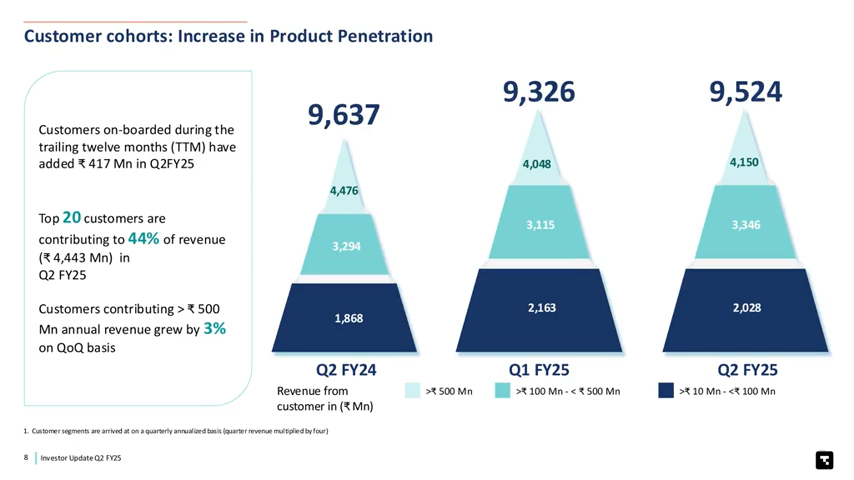 Customer cohorts: Increase in Product Penetration
Customers on-boarded during the
trailing twelve months (TTM) have
added ₹ 417 Mn in Q2FY25
Top 20 customers are
contributing to 44% of revenue
(₹ 4,443 Mn) in
Q2 FY25
Customers contributing > ₹ 500
Mn annual revenue grew by 3%
on QoQ basis
9,637
4,476
3,294
1,868
Q2 FY24
9,326
4,048
3,115
2,163
Q1 FY25
9,524
4,150
3,346
2,028
Q2 FY25
Revenue from
customer in (₹ Mn)
>₹ 500 Mn
>₹ 100 Mn - < ₹ 500 Mn
>₹ 10 Mn - <₹ 100 Mn
1. Customer segments are arrived at on a quarterly annualized basis (quarter revenue multiplied by four)
8 Investor Update Q2 FY25